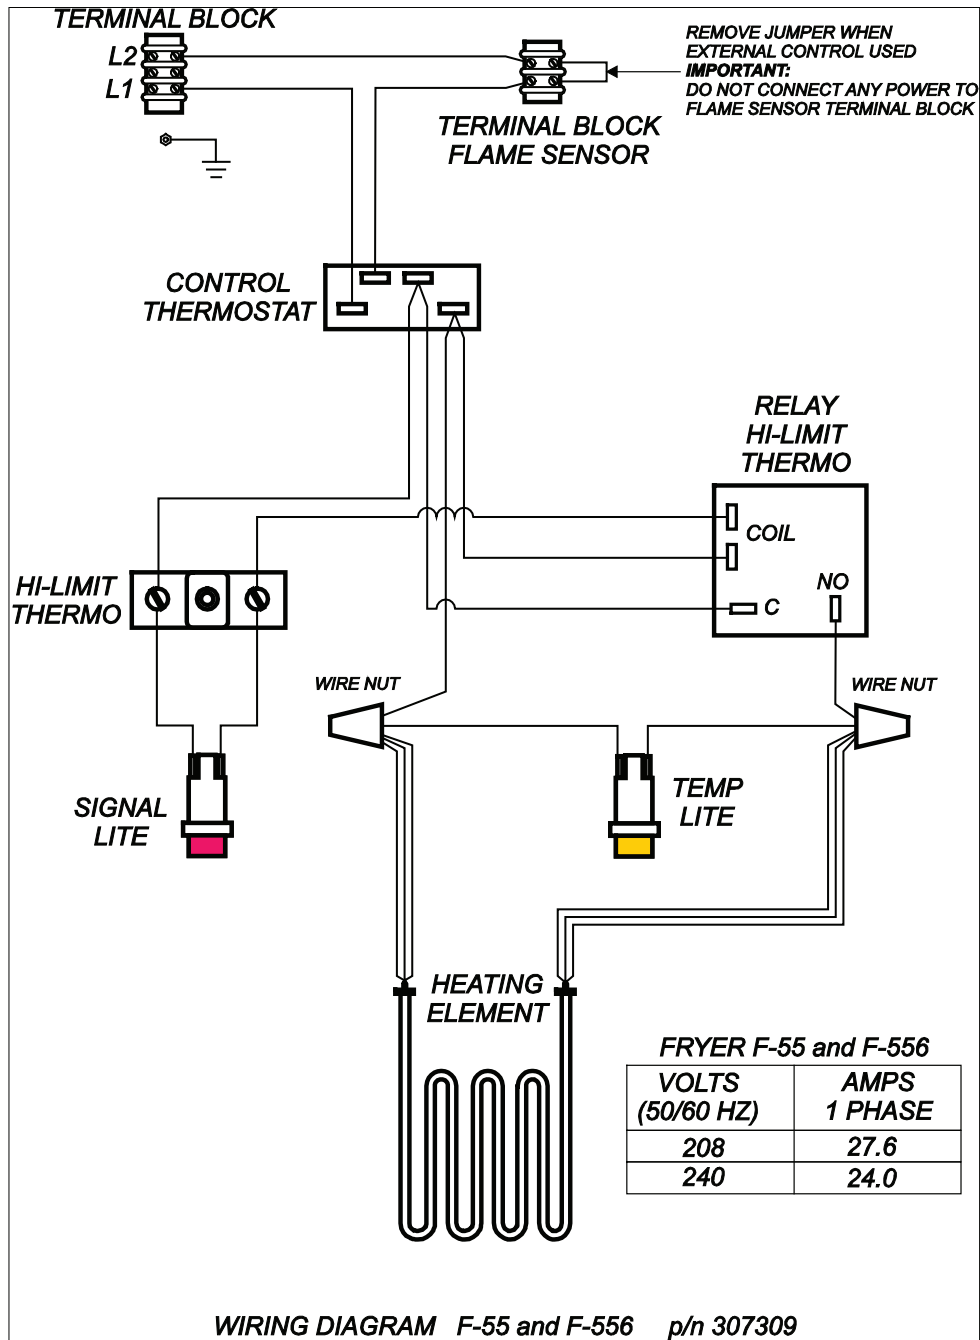 TERMINAL BLOCK
L2
L1
REMOVE JUMPER WHEN
EXTERNAL CONTROL USED
IMPORTANT:
DO NOT CONNECT ANY POWER TO
FLAME SENSOR TERMINAL BLOCK
TERMINAL BLOCK
FLAME SENSOR
CONTROL
THERMOSTAT
RELAY
HI-LIMIT
THERMO
COIL
NO
C
HI-LIMIT
THERMO
WIRE NUT
WIRE NUT
SIGNAL
LITE
TEMP
LITE
HEATING
ELEMENT
FRYER F-55 and F-556
VOLTS
(50/60 HZ)
AMPS
1 PHASE
208 27.6
240 24.0
WIRING DIAGRAM F-55 and F-556 p/n 307309